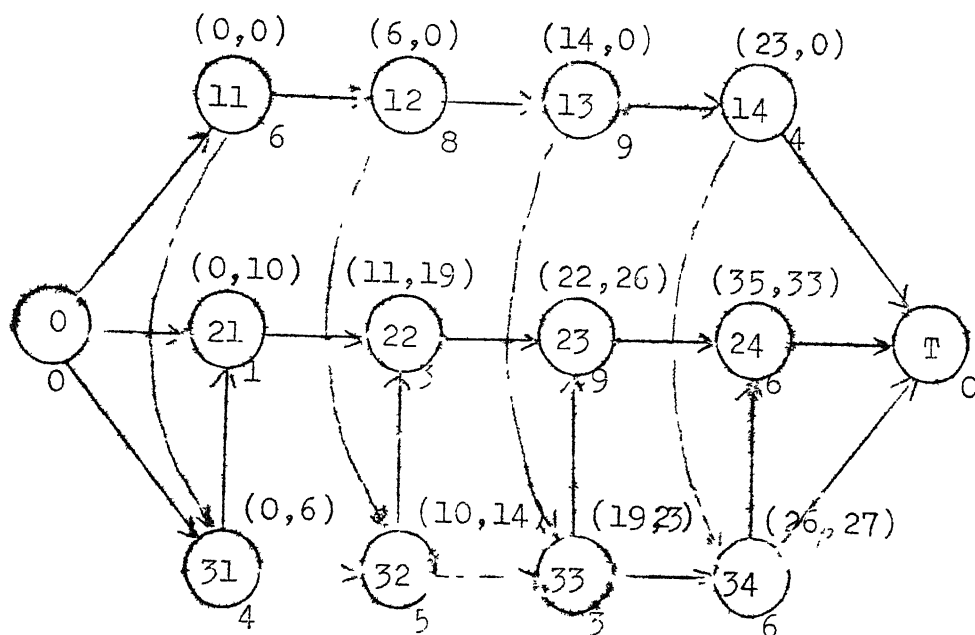 (0,0) (6,0) (14,0) (23,0)
11 12 13 14
6 8 9 4
(0,10) (11,19) (22,26) (35,33)
0 21 22 23 24 T
0 1 3 9 6 0
(0,6) (10,14) (19,23) (26,27)
31 32 33 34
4 5 3 6